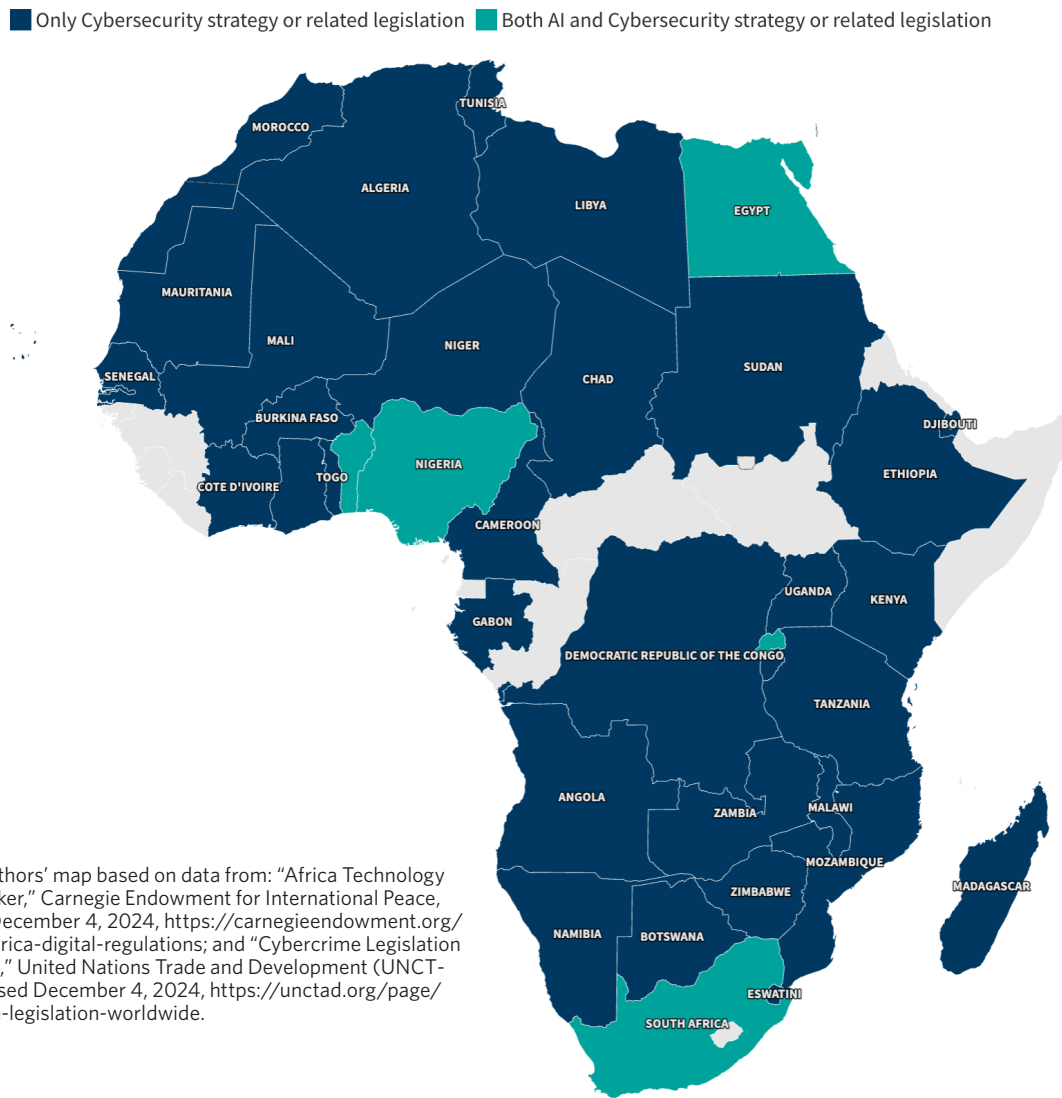 Only Cybersecurity strategy or related legislation Both AI and Cybersecurity strategy or related legislation
TUNISIA
MOROCCO
ALGERIA
LIBYA
EGYPT
MAURITANIA
MALI
NIGER
CHAD
SUDAN
SENEGAL
BURKINA FASO
DJIBOUTI
NIGERIA
TOGO
COTE D'IVOIRE
ETHIOPIA
CAMEROON
UGANDA
KENYA
GABON
DEMOCRATIC REPUBLIC OF THE CONGO
TANZANIA
ANGOLA
ZAMBIA
MALAWI
MOZAMBIQUE
MADAGASCAR
ZIMBABWE
NAMIBIA
BOTSWANA
ESWATINI
SOUTH AFRICA
thors' map based on data from: “Africa Technology
ker,” Carnegie Endowment for International Peace,
December 4, 2024, https://carnegieendowment.org/
frica-digital-regulations; and “Cybercrime Legislation
,” United Nations Trade and Development (UNCT-
sed December 4, 2024, https://unctad.org/page/
e-legislation-worldwide.